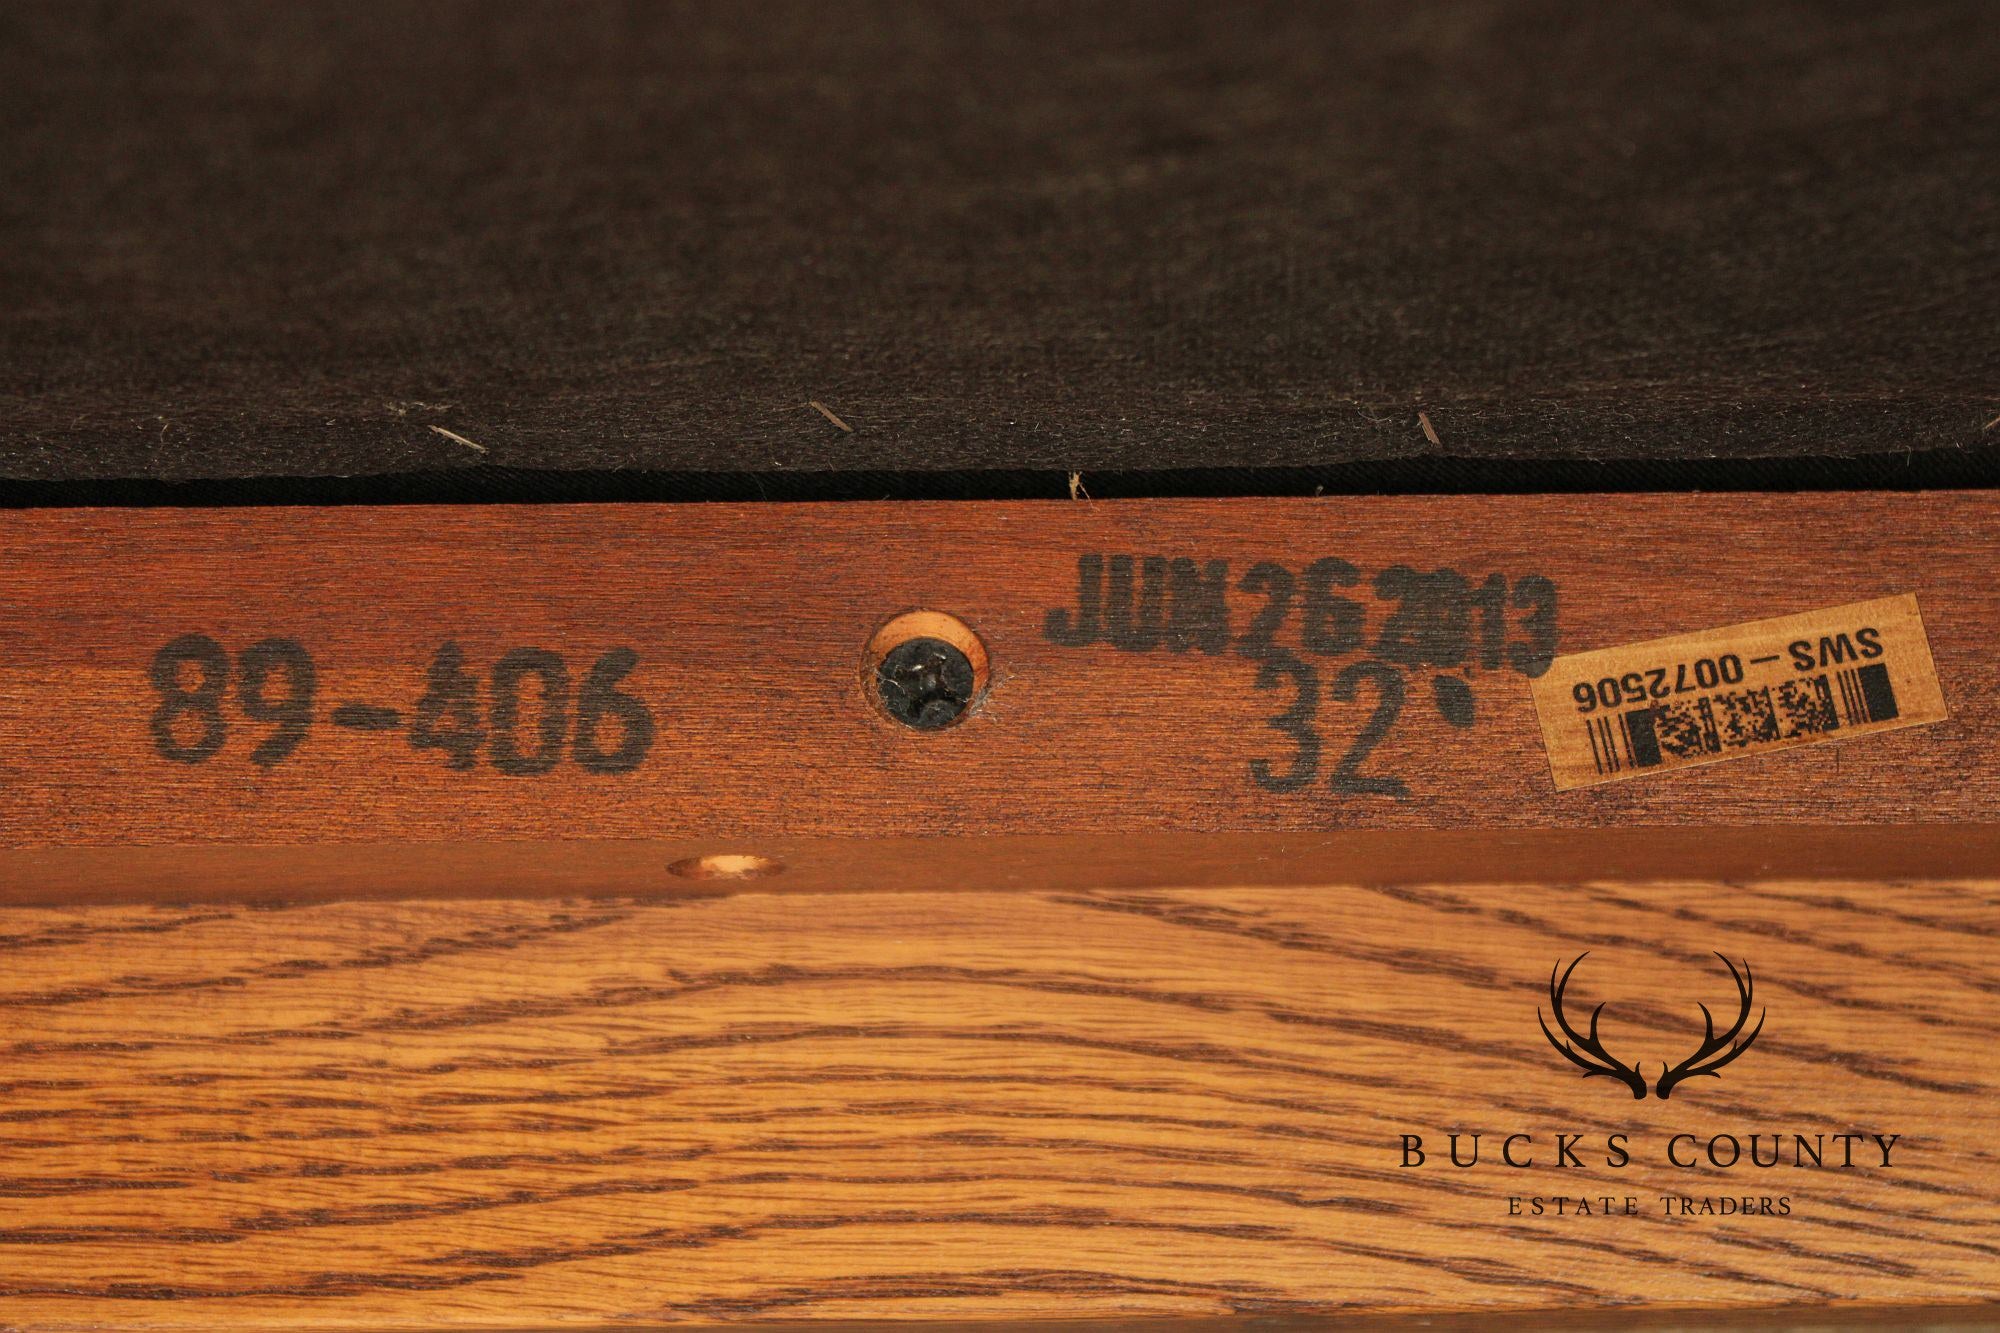 89-406
JUN 26 2013
32
SWS-0072506
BUCKS COUNTY
ESTATE TRADERS